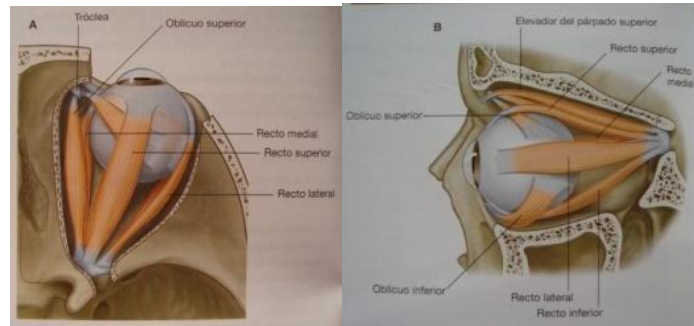 A
Tróclea
Oblicuo superior
Recto medial
Recto superior
Recto lateral
B
Elevador del párpado superior
Recto superior
Recto
medial
Oblicuo superior
Oblicuo inferior
Recto lateral
Recto inferior